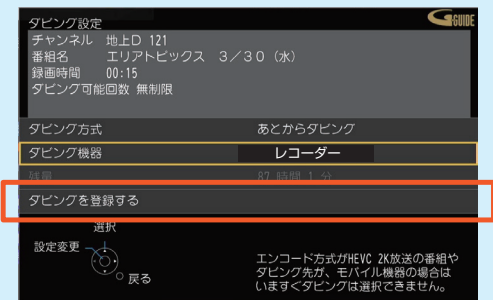 ダビング設定
GGUIDE
チャンネル 地上D 121
番組名 エリアトピックス 3/30（水）
録画時間 00:15
ダビング可能回数 無制限
ダビング方式 あとからダビング
ダビング機器 レコーダー
残量 87 時間 1 分
ダビングを登録する
選択
設定変更
戻る
エンコード方式がHEVC 2K放送の番組や
ダビング先が、モバイル機器の場合は
いますぐダビングは選択できません。